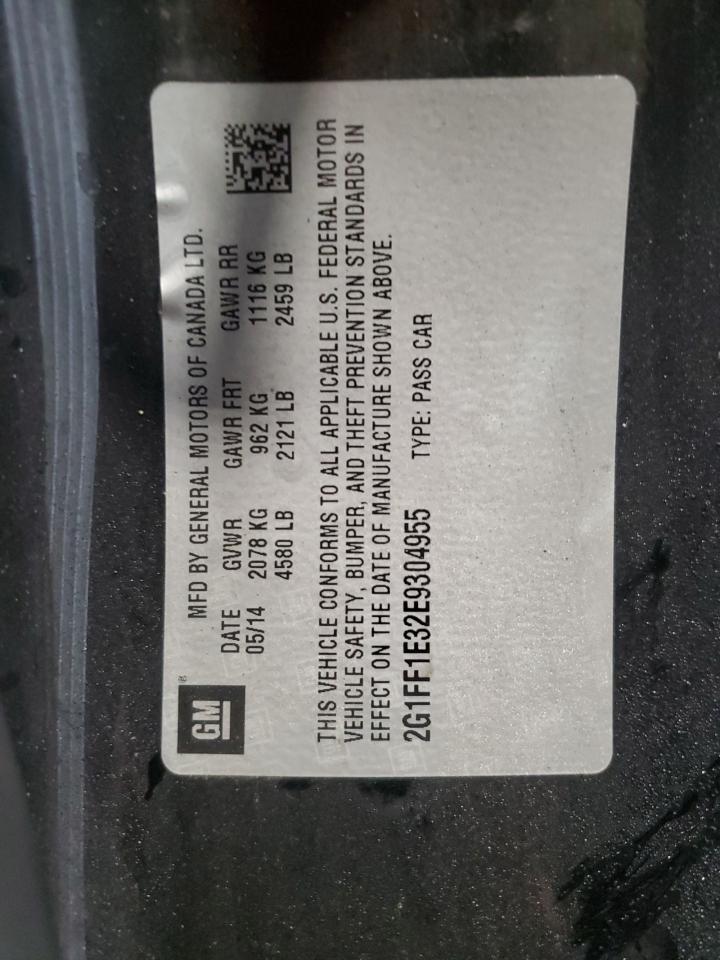 GM®
MFD BY GENERAL MOTORS OF CANADA LTD.
DATE GVWR GAWR FRT GAWR RR
05/14 2078 KG 962 KG 1116 KG
4580 LB 2121 LB 2459 LB
THIS VEHICLE CONFORMS TO ALL APPLICABLE U.S. FEDERAL MOTOR
VEHICLE SAFETY, BUMPER, AND THEFT PREVENTION STANDARDS IN
EFFECT ON THE DATE OF MANUFACTURE SHOWN ABOVE.
2G1FF1E32E9304955 TYPE: PASS CAR